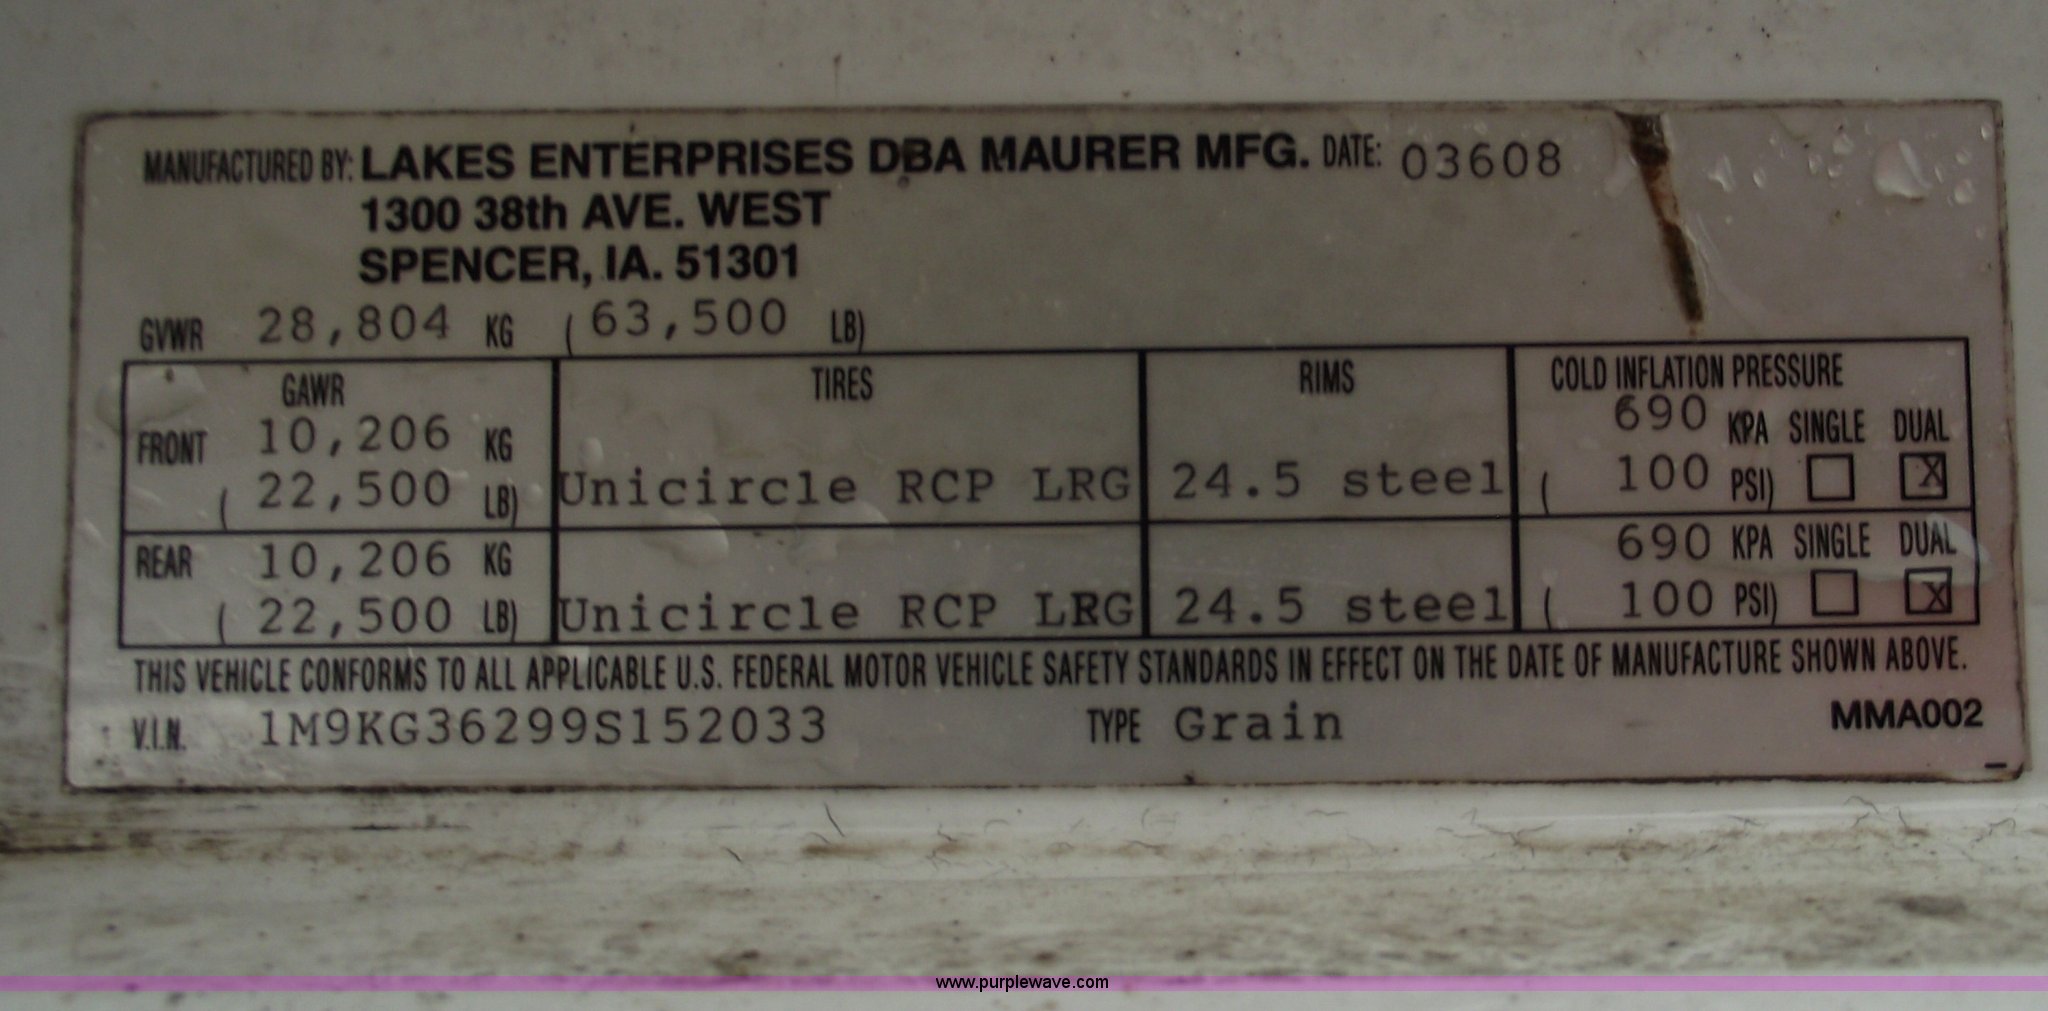 MANUFACTURED BY: LAKES ENTERPRISES DBA MAURER MFG. DATE: 03608
1300 38th AVE. WEST
SPENCER, IA. 51301
GVWR 28,804 KG ( 63,500 LB)
GAWR TIRES RIMS COLD INFLATION PRESSURE
FRONT 10,206 KG 690 KPA SINGLE DUAL
( 22,500 LB) Unicircle RCP LRG 24.5 steel ( 100 PSI) X
REAR 10,206 KG 690 KPA SINGLE DUAL
( 22,500 LB) Unicircle RCP LRG 24.5 steel ( 100 PSI) X
THIS VEHICLE CONFORMS TO ALL APPLICABLE U.S. FEDERAL MOTOR VEHICLE SAFETY STANDARDS IN EFFECT ON THE DATE OF MANUFACTURE SHOWN ABOVE.
V.I.N. 1M9KG36299S152033 TYPE Grain MMA002
www.purplewave.com